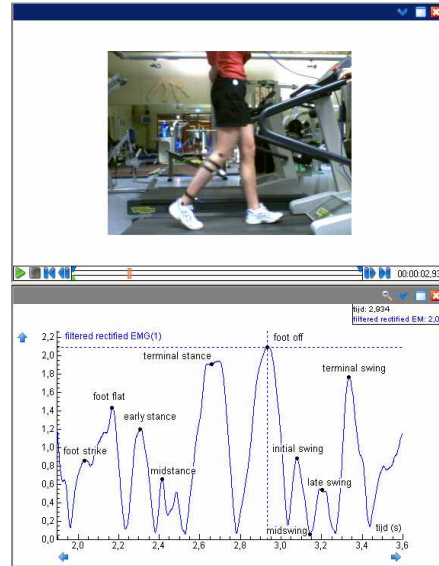 00:00:02,93
tijd: 2,934
filtered rectified EM: 2,0
filtered rectified EMG(1)
foot off
terminal stance
terminal swing
foot flat
early stance
foot strike
initial swing
midstance
late swing
midswing
tijd (s)
2,2
2,0
1,8
1,6
1,4
1,2
1,0
0,8
0,6
0,4
0,2
0,0
2,0 2,2 2,4 2,6 2,8 3,0 3,2 3,4 3,6